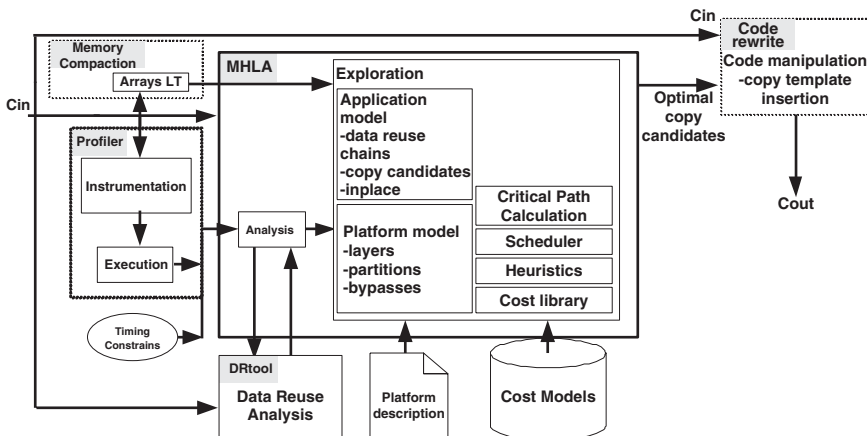 Cin
Code
rewrite
Code manipulation
-copy template
insertion
Memory
Compaction
Arrays LT
MHLA
Exploration
Application
model
-data reuse
chains
-copy candidates
-inplace
Optimal
copy
candidates
Cin
Profiler
Instrumentation
Execution
Analysis
Platform model
-layers
-partitions
-bypasses
Critical Path
Calculation
Scheduler
Heuristics
Cost library
Cout
Timing
Constrains
DRtool
Data Reuse
Analysis
Platform
description
Cost Models